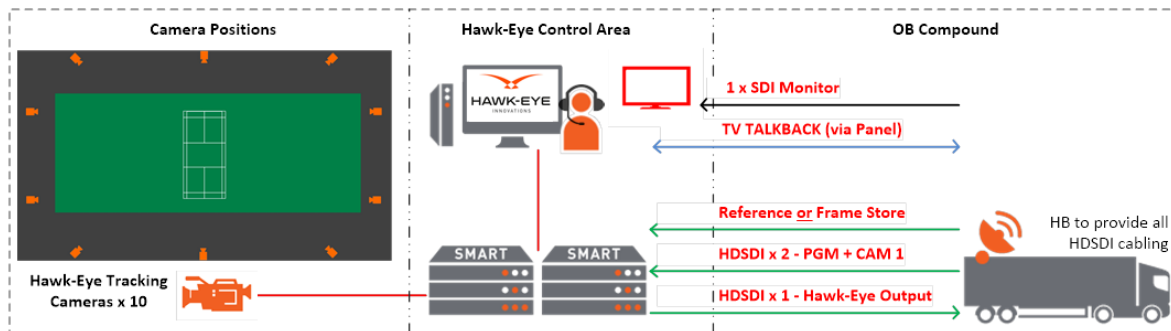 Camera Positions
Hawk-Eye Control Area
OB Compound
HAWK-EYE
INNOVATIONS
1 x SDI Monitor
TV TALKBACK (via Panel)
Reference or Frame Store
HB to provide all
HDSDI cabling
SMART
SMART
HDSDI x 2 - PGM + CAM 1
Hawk-Eye Tracking
Cameras x 10
HDSDI x 1 - Hawk-Eye Output